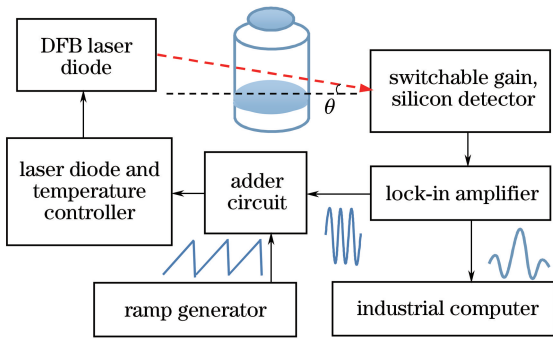 DFB laser
diode
θ
switchable gain,
silicon detector
laser diode and
temperature
controller
adder
circuit
lock-in amplifier
ramp generator
industrial computer